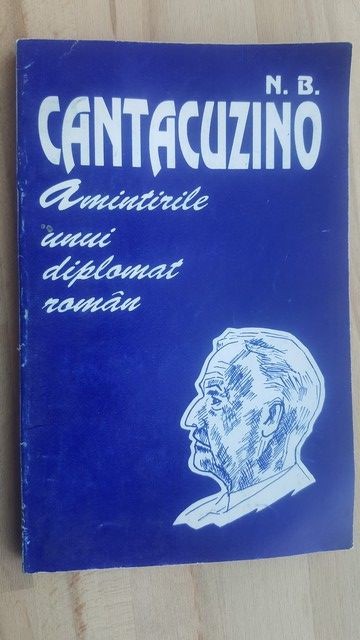 N. B.
CANTACUZINO
Amintirile
unui
diplomat
român